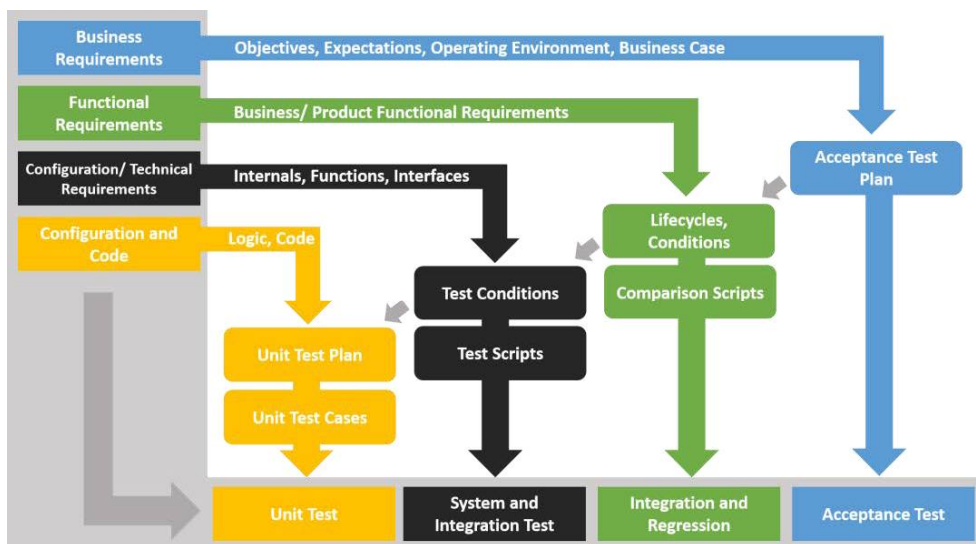 Business
Requirements
Objectives, Expectations, Operating Environment, Business Case
Functional
Requirements
Business/ Product Functional Requirements
Configuration/ Technical
Requirements
Internals, Functions, Interfaces
Acceptance Test
Plan
Configuration and
Code
Logic, Code
Lifecycles,
Conditions
Test Conditions
Comparison Scripts
Unit Test Plan
Test Scripts
Unit Test Cases
Unit Test
System and
Integration Test
Integration and
Regression
Acceptance Test